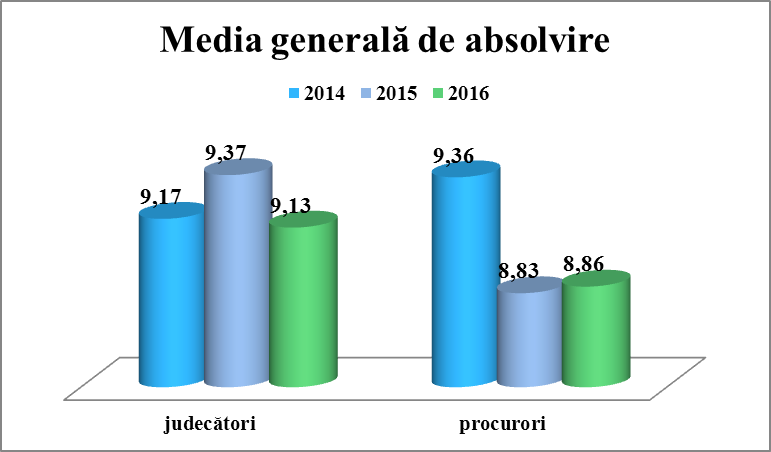 Media generală de absolvire
2014 2015 2016
9,17 9,37 9,13 9,36 8,83 8,86
judecători procurori